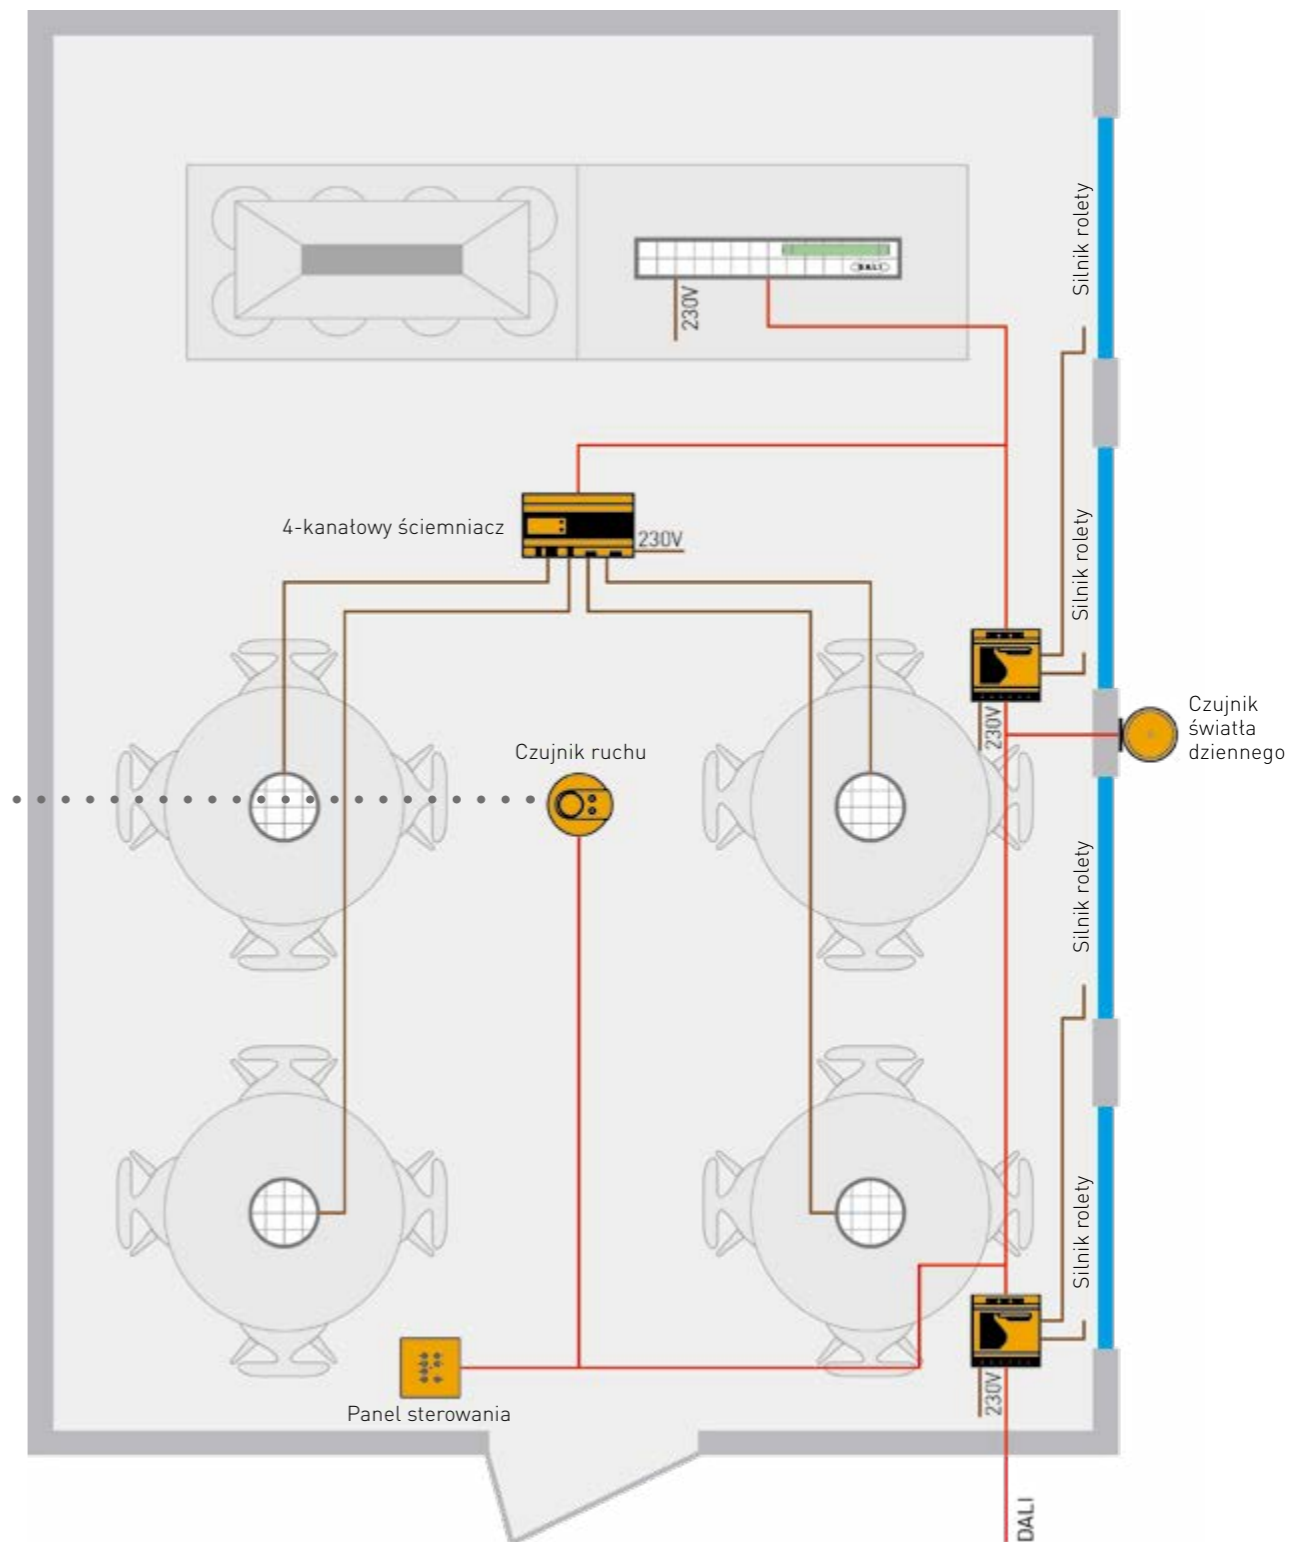 Silnik rolety
DALI
230V
4-kanałowy ściemniacz
230V
Silnik rolety
230V
Czujnik
światła
dziennego
Czujnik ruchu
Silnik rolety
Silnik rolety
230V
Panel sterowania
DALI